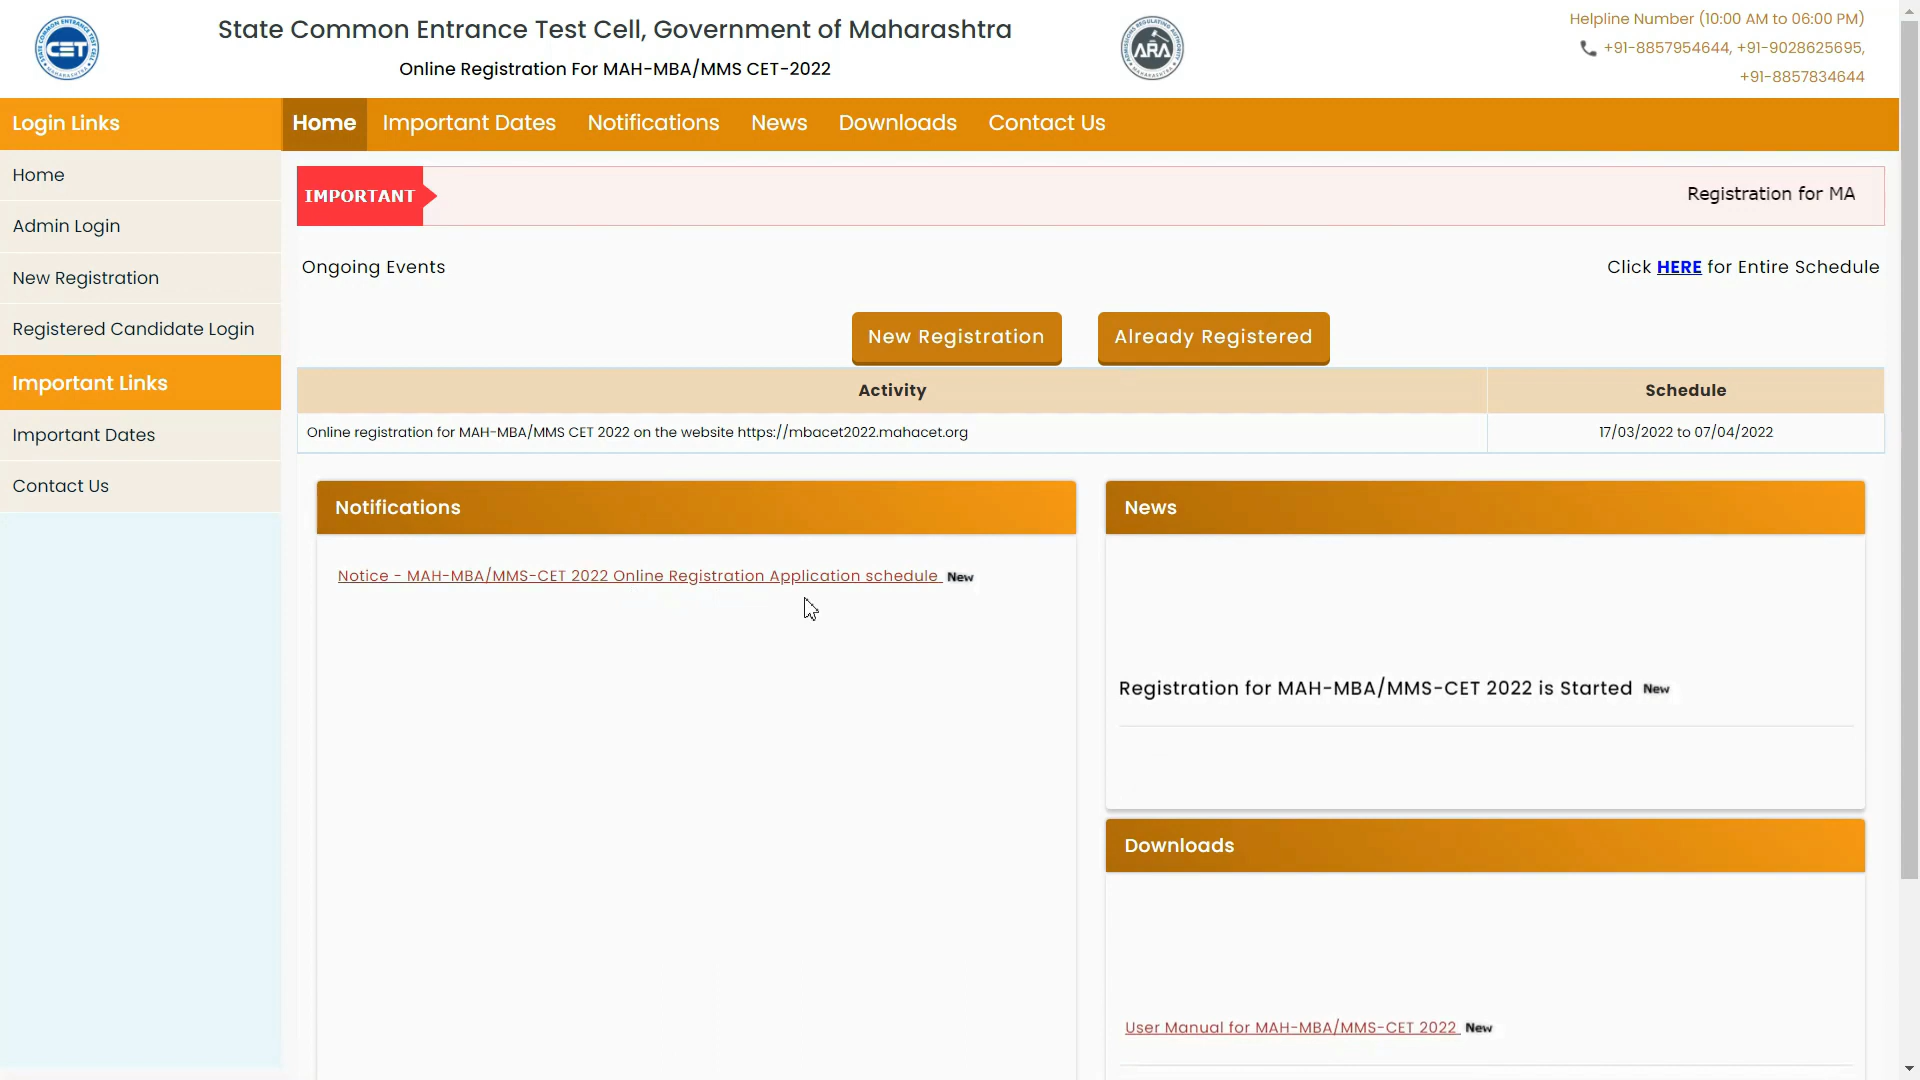 State Common Entrance Test Cell, Government of Maharashtra
Online Registration For MAH-MBA/MMS CET-2022
CET
ARA
Helpline Number (10:00 AM to 06:00 PM)
+91-8857954644, +91-9028625695,
+91-8857834644
Login Links
Home
Admin Login
New Registration
Registered Candidate Login
Important Links
Important Dates
Contact Us
Home Important Dates Notifications News Downloads Contact Us
IMPORTANT
Registration for MA
Ongoing Events
Click HERE for Entire Schedule
New Registration
Already Registered
Activity Schedule
Online registration for MAH-MBA/MMS CET 2022 on the website https://mbacet2022.mahacet.org 17/03/2022 to 07/04/2022
Notifications
Notice - MAH-MBA/MMS-CET 2022 Online Registration Application schedule New
News
Registration for MAH-MBA/MMS-CET 2022 is Started New
Downloads
User Manual for MAH-MBA/MMS-CET 2022 New